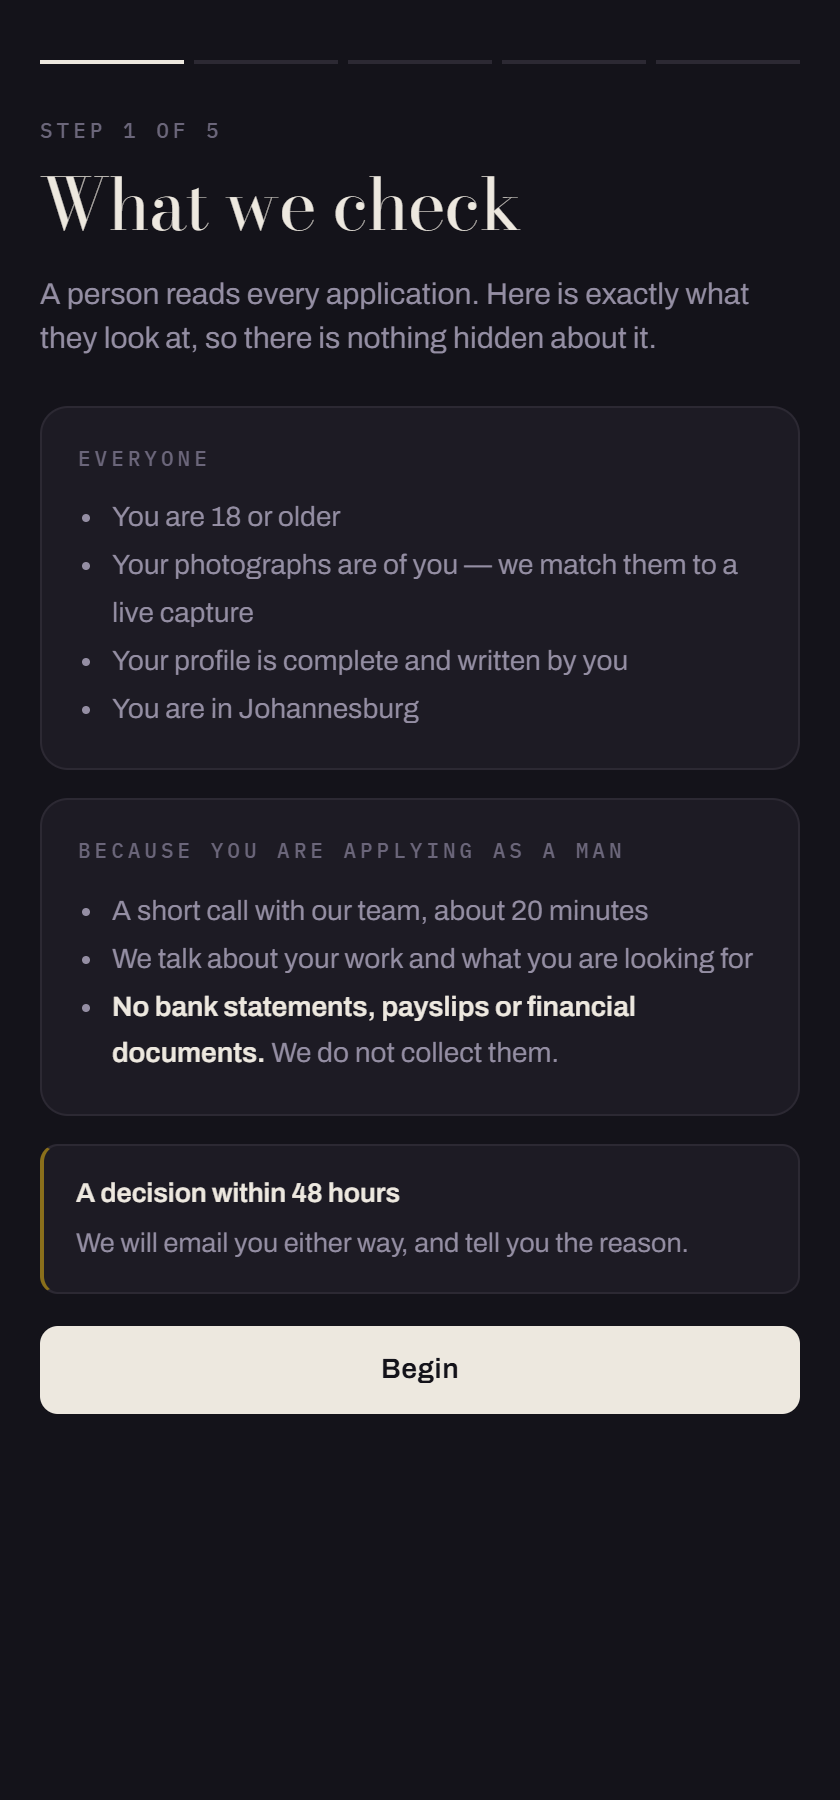 STEP 1 OF 5
What we check
A person reads every application. Here is exactly what
they look at, so there is nothing hidden about it.
EVERYONE
• You are 18 or older
• Your photographs are of you — we match them to a
live capture
• Your profile is complete and written by you
• You are in Johannesburg
BECAUSE YOU ARE APPLYING AS A MAN
• A short call with our team, about 20 minutes
• We talk about your work and what you are looking for
• No bank statements, payslips or financial
documents. We do not collect them.
A decision within 48 hours
We will email you either way, and tell you the reason.
Begin